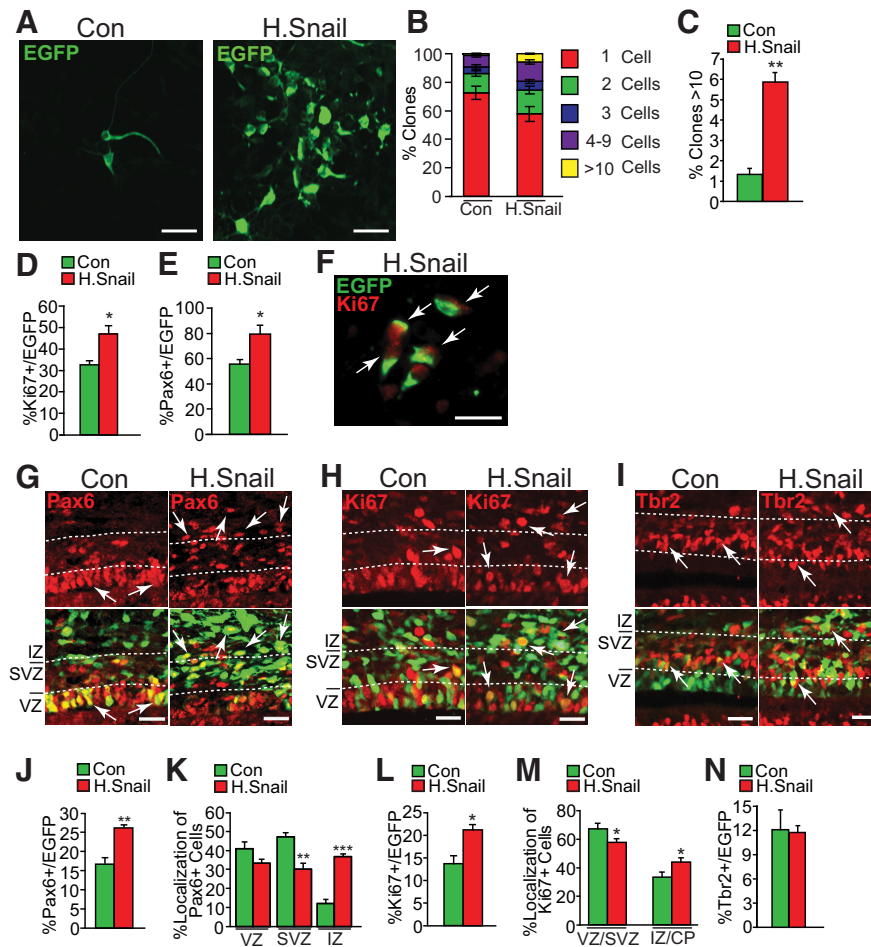 A
Con
H.Snail
EGFP
EGFP
B
% Clones
100
80
60
40
20
0
Con
H.Snail
1 Cell
2 Cells
3 Cells
4-9 Cells
>10 Cells
C
Con
H.Snail
% Clones >10
7
6
5
4
3
2
1
0
**
D
Con
H.Snail
%Ki67+/EGFP
60
50
40
30
20
10
0
*
E
Con
H.Snail
%Pax6+/EGFP
100
80
60
40
20
0
*
F
H.Snail
EGFP
Ki67
G
Con
H.Snail
Pax6
Pax6
IZ
SVZ
VZ
H
Con
H.Snail
Ki67
Ki67
IZ
SVZ
VZ
I
Con
H.Snail
Tbr2
Tbr2
IZ
SVZ
VZ
J
Con
H.Snail
%Pax6+/EGFP
30
25
20
15
10
5
0
**
K
Con
H.Snail
%Localization of
Pax6+ Cells
60
50
40
30
20
10
0
**
***
VZ
SVZ
IZ
L
Con
H.Snail
%Ki67+/EGFP
25
20
15
10
5
0
*
M
Con
H.Snail
%Localization of
Ki67+ Cells
80
60
40
20
0
*
*
VZ/SVZ
IZ/CP
N
Con
H.Snail
%Tbr2+/EGFP
15
12
9
6
3
0